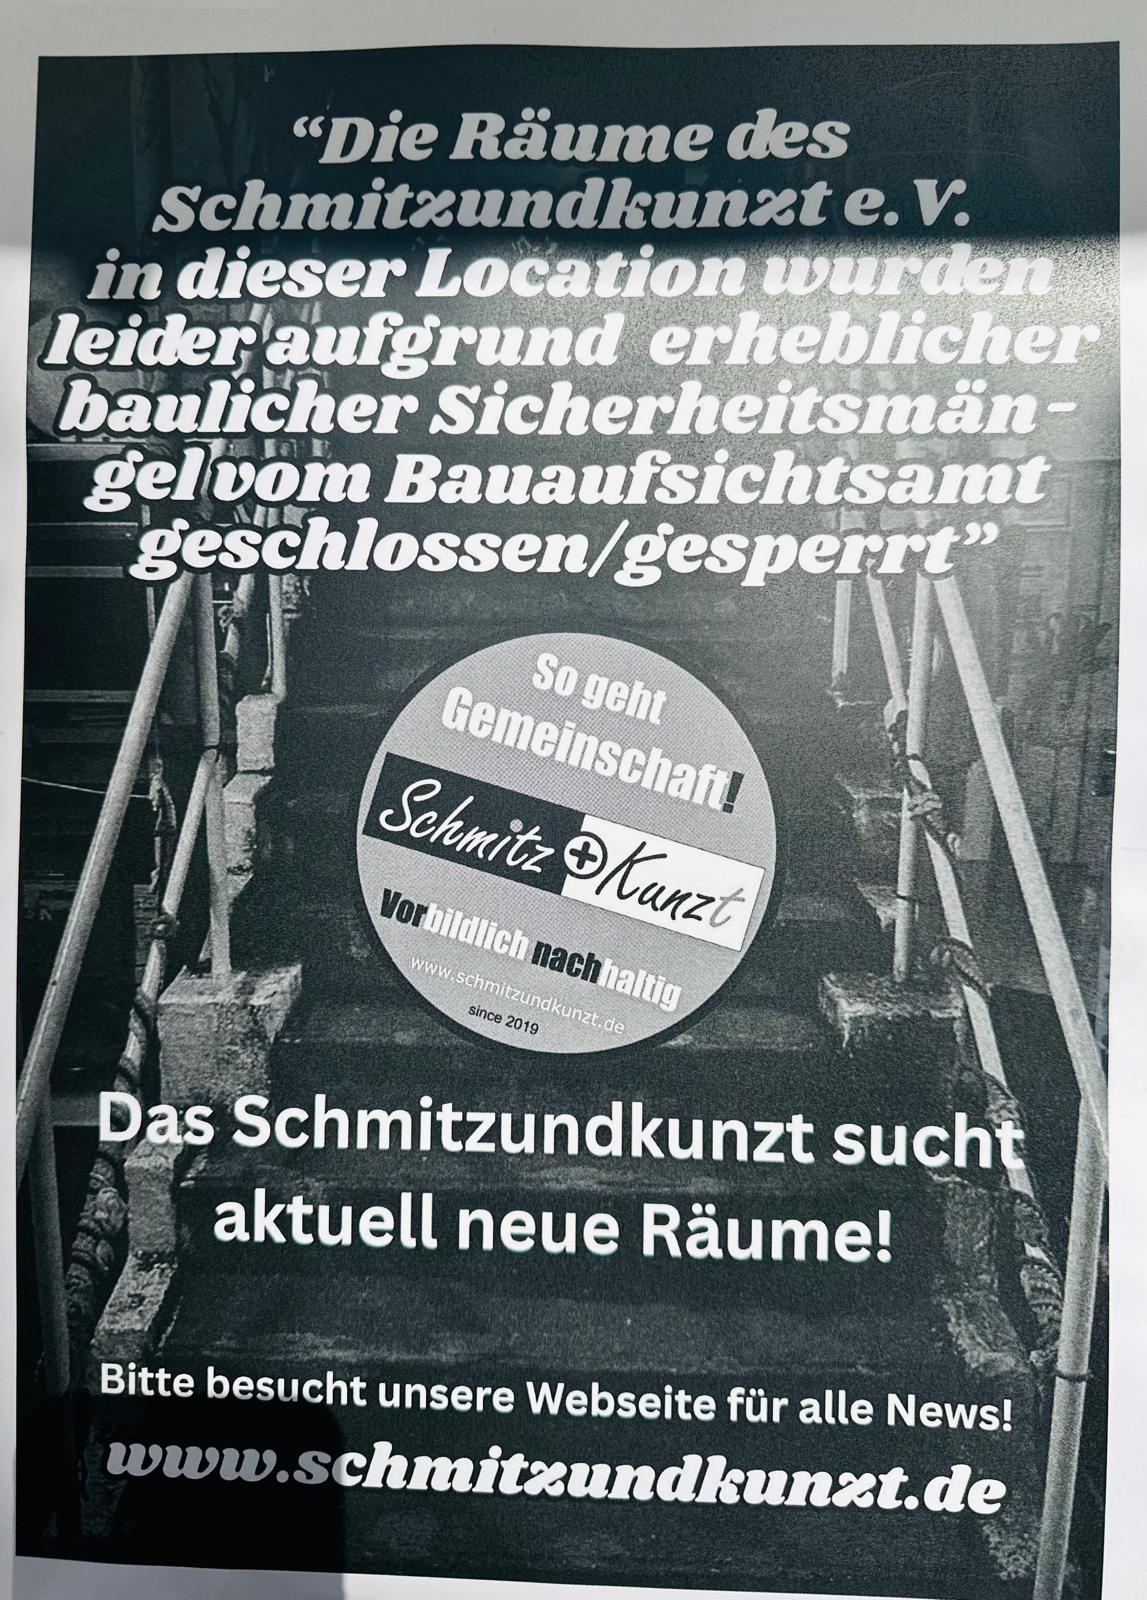 “Die Räume des
Schmitzundkunzt e. V.
in dieser Location wurden
leider aufgrund erheblicher
baulicher Sicherheitsmän-
gel vom Bauaufsichtsamt
geschlossen/gesperrt”
So geht
Gemeinschaft!
Schmitz + Kunzt
Vorbildlich nachhaltig
www.schmitzundkunzt.de
since 2019
Das Schmitzundkunzt sucht
aktuell neue Räume!
Bitte besucht unsere Webseite für alle News!
www.schmitzundkunzt.de